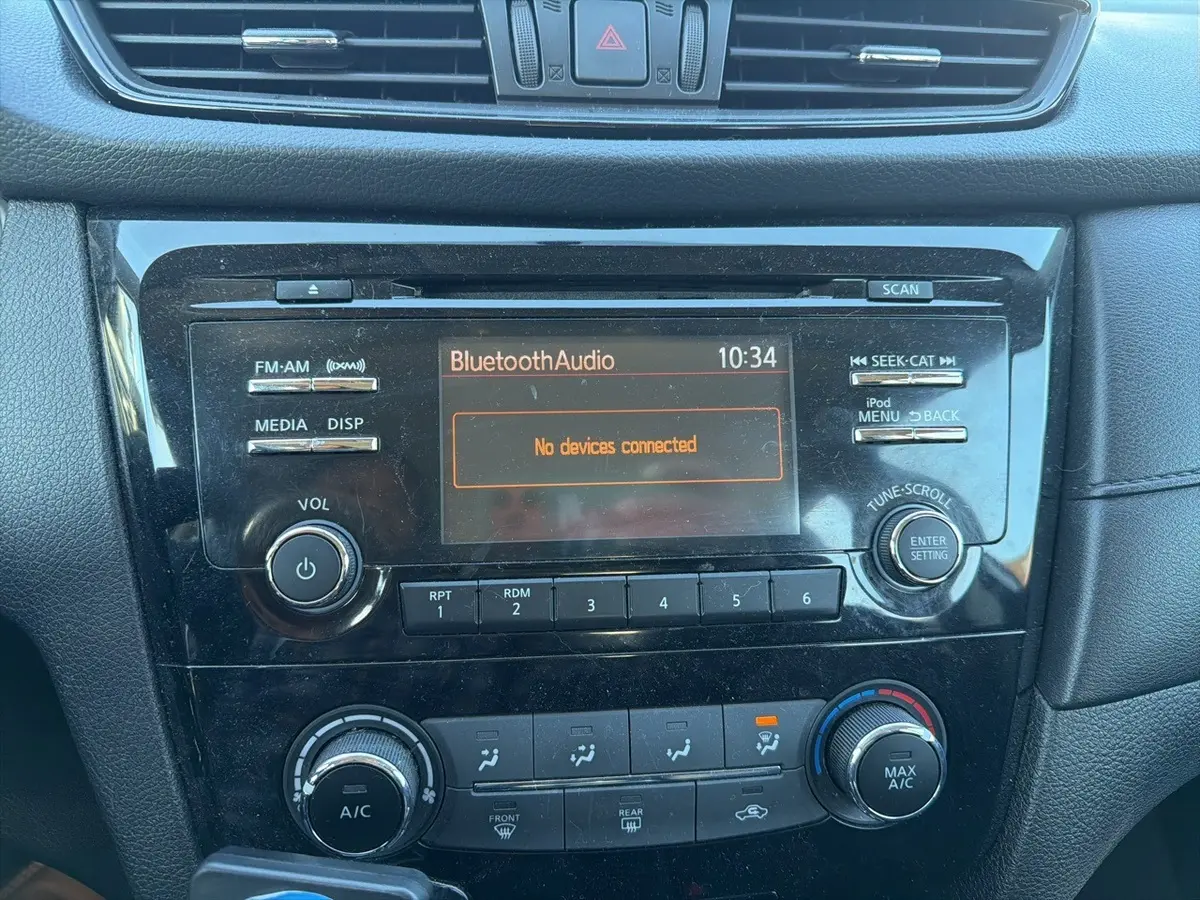 SCAN
FM·AM ((XM))
MEDIA DISP
VOL
BluetoothAudio 10:34
No devices connected
SEEK·CAT
iPod
MENU BACK
TUNE·SCROLL
ENTER
SETTING
RPT
1
RDM
2
3
4
5
6
A/C
FRONT
REAR
MAX
A/C